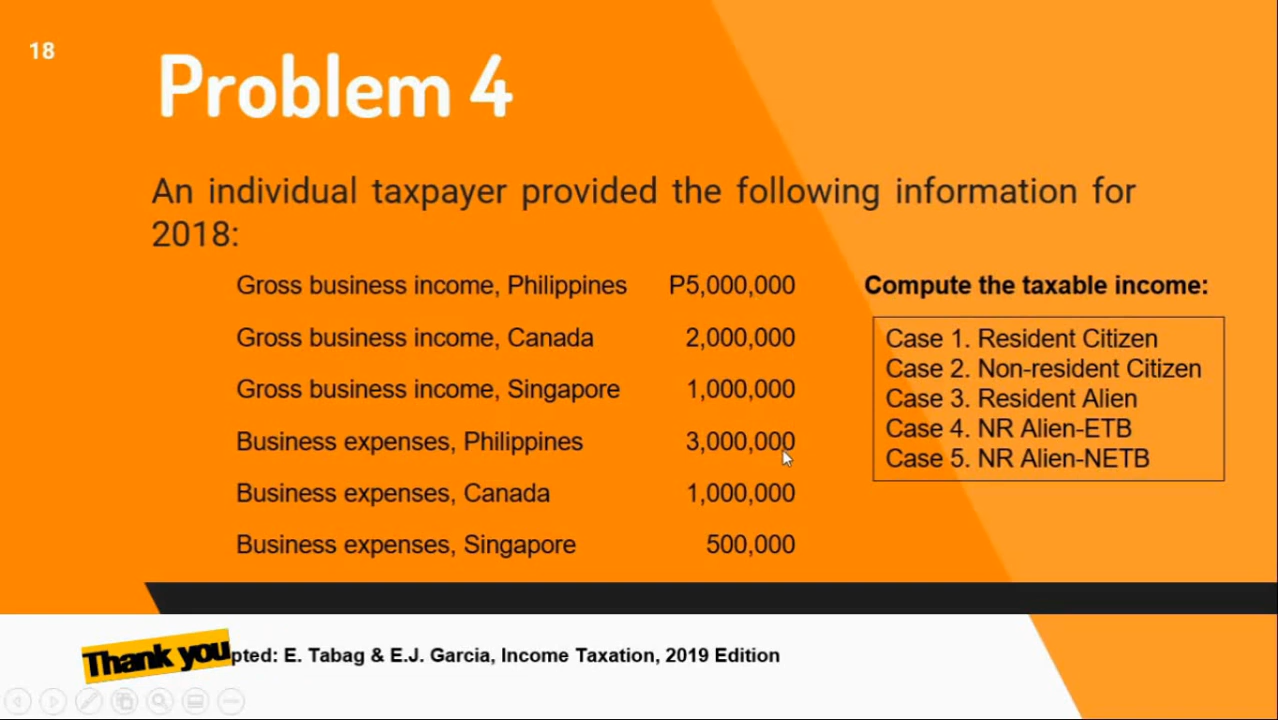 18
Problem 4
An individual taxpayer provided the following information for
2018:
Gross business income, Philippines P5,000,000
Gross business income, Canada 2,000,000
Gross business income, Singapore 1,000,000
Business expenses, Philippines 3,000,000
Business expenses, Canada 1,000,000
Business expenses, Singapore 500,000
Compute the taxable income:
Case 1. Resident Citizen
Case 2. Non-resident Citizen
Case 3. Resident Alien
Case 4. NR Alien-ETB
Case 5. NR Alien-NETB
Thank you
pted: E. Tabag & E.J. Garcia, Income Taxation, 2019 Edition